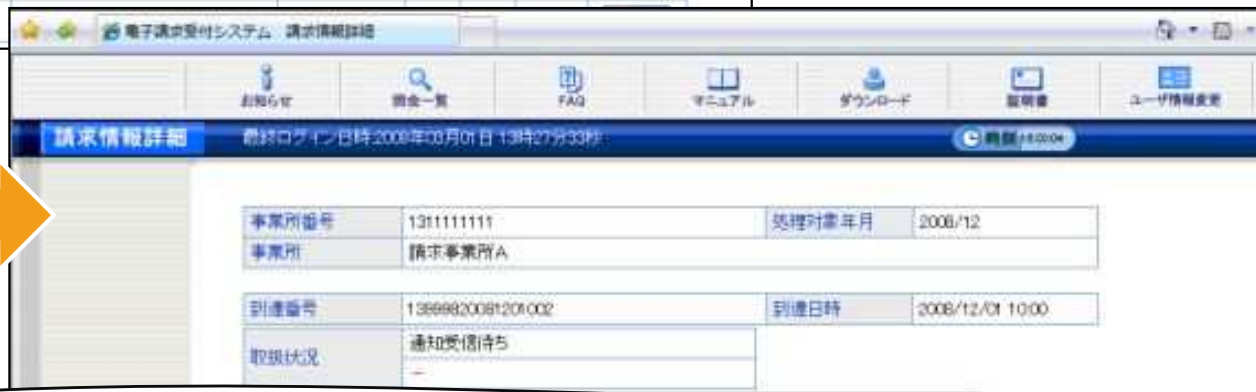 電子請求受付システム 請求情報詳細
お知らせ 照会一覧 FAQ マニュアル ダウンロード 証明書 ユーザ情報変更
請求情報詳細 最終ログイン日時:2008年03月01日 13時27分33秒 時刻
事業所番号 1311111111 処理対象年月 2008/12
事業所 請求事業所A
到達番号 13999820081201002 到達日時 2008/12/01 10:00
取扱状況 通知受信待ち
－